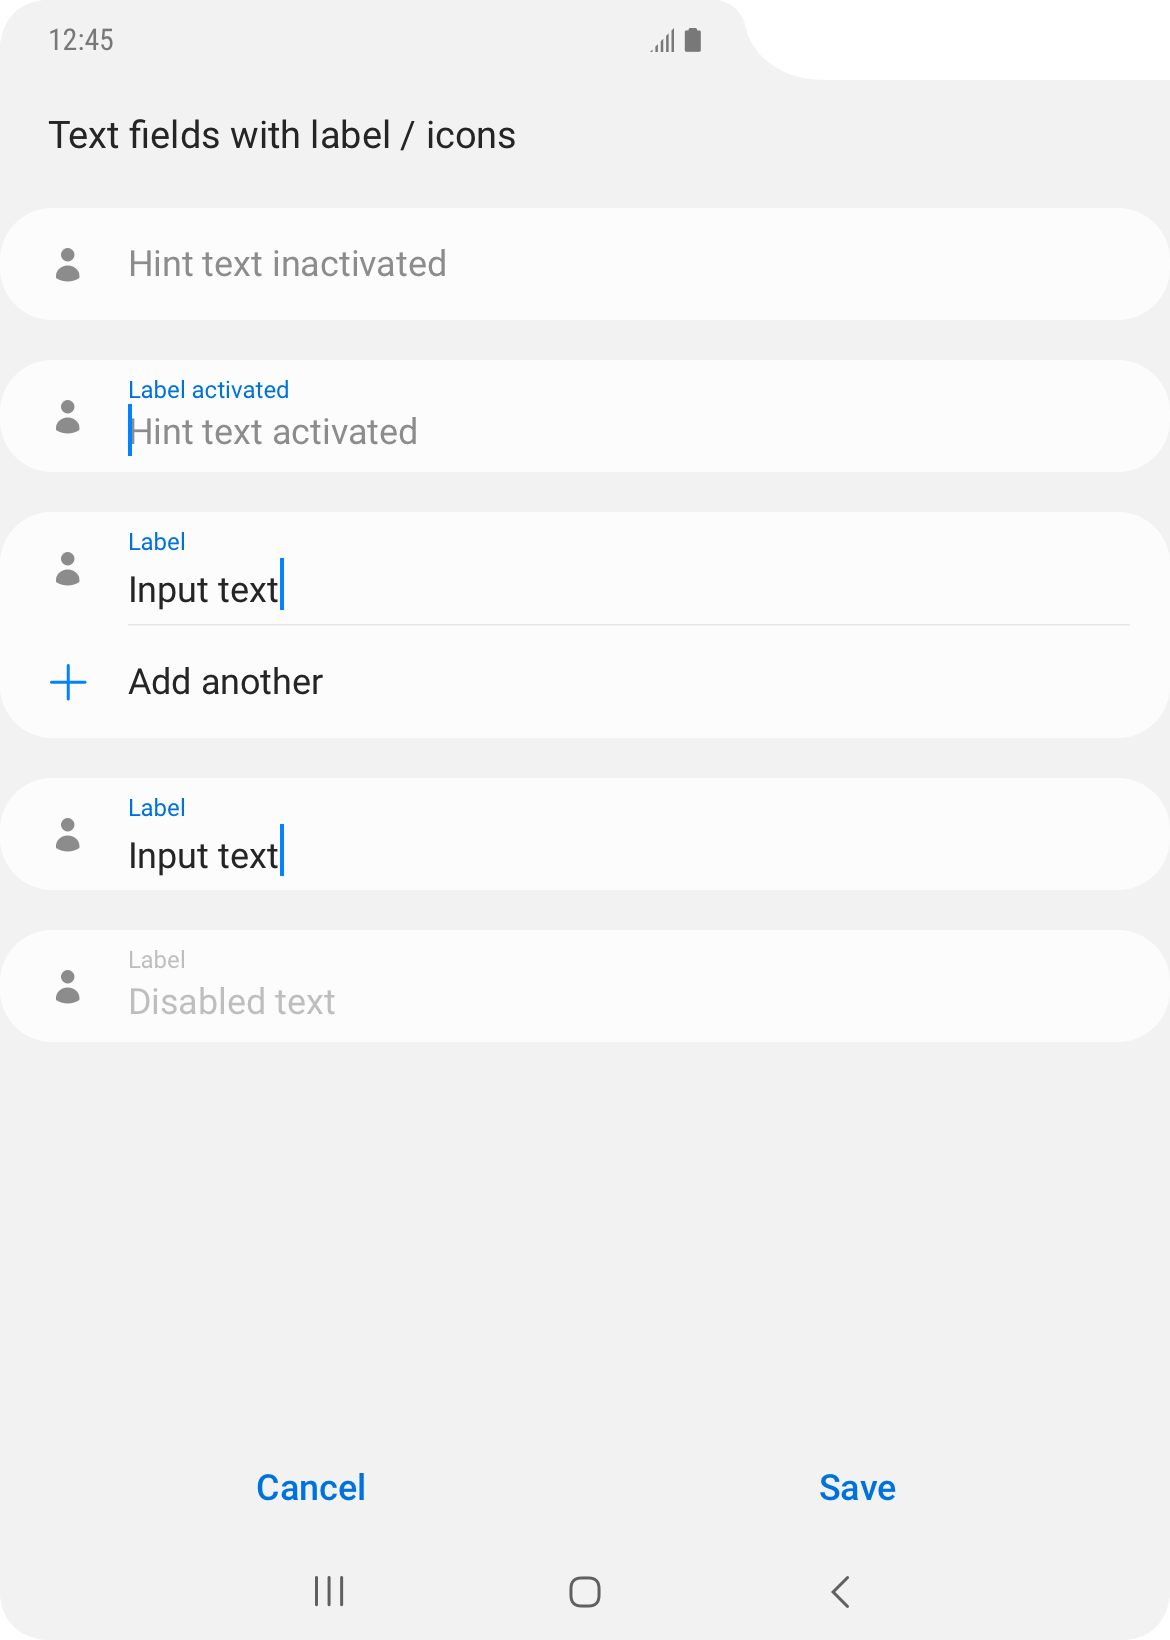 12:45
Text fields with label / icons
Hint text inactivated
Label activated
Hint text activated
Label
Input text
Add another
Label
Input text
Label
Disabled text
Cancel
Save